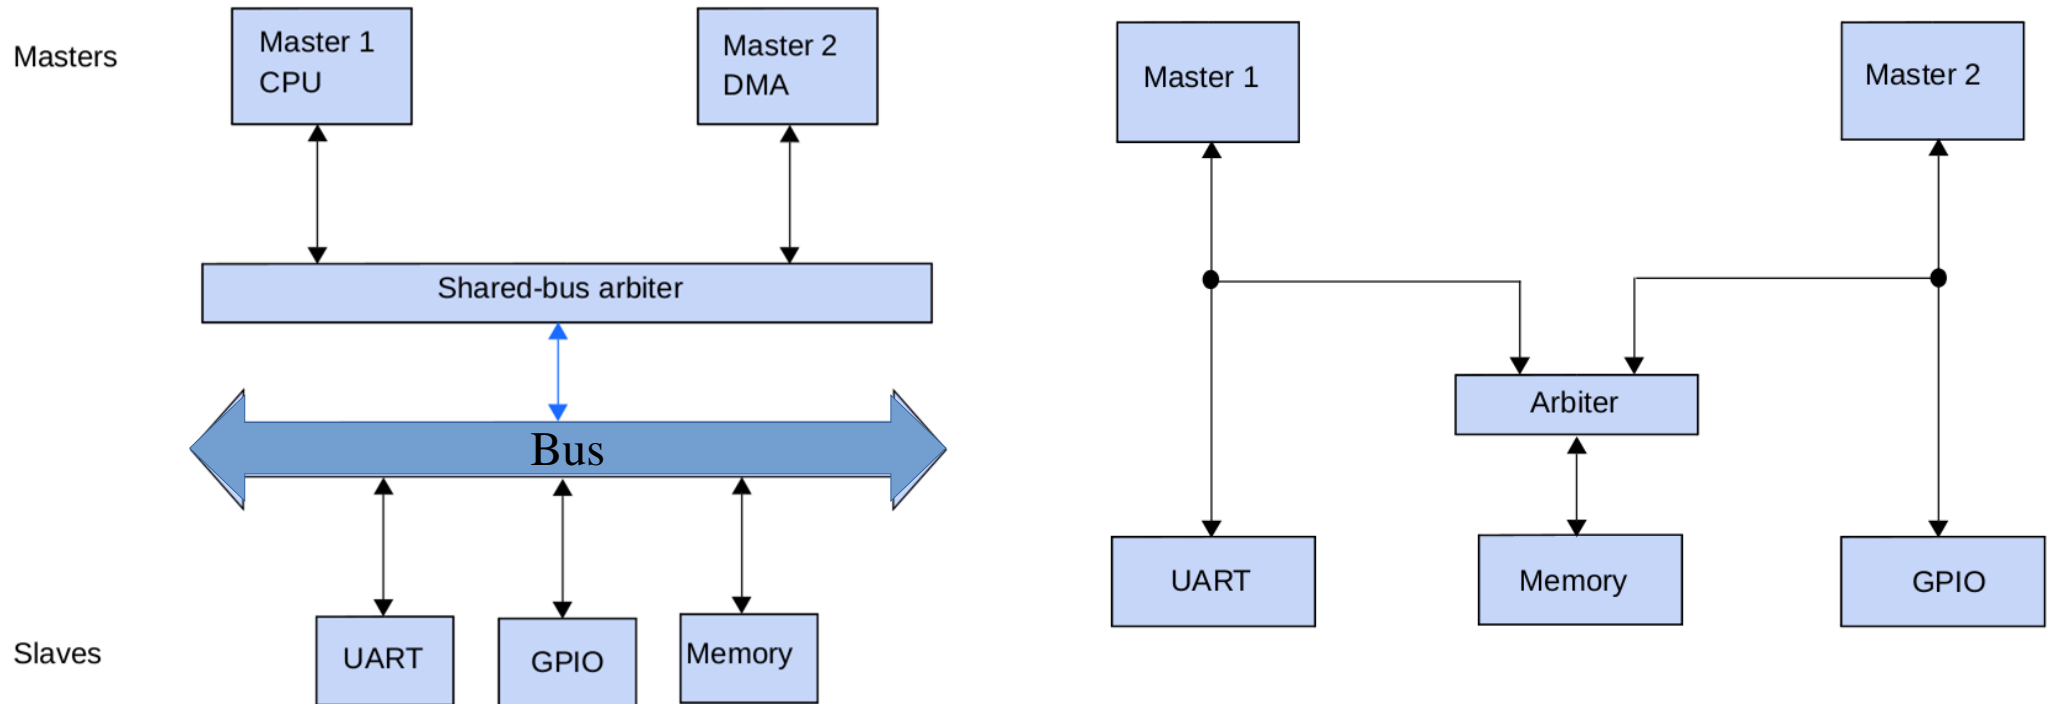 Masters
Master 1
CPU
Master 2
DMA
Shared-bus arbiter
Bus
Slaves
UART
GPIO
Memory
Master 1
Master 2
Arbiter
UART
Memory
GPIO